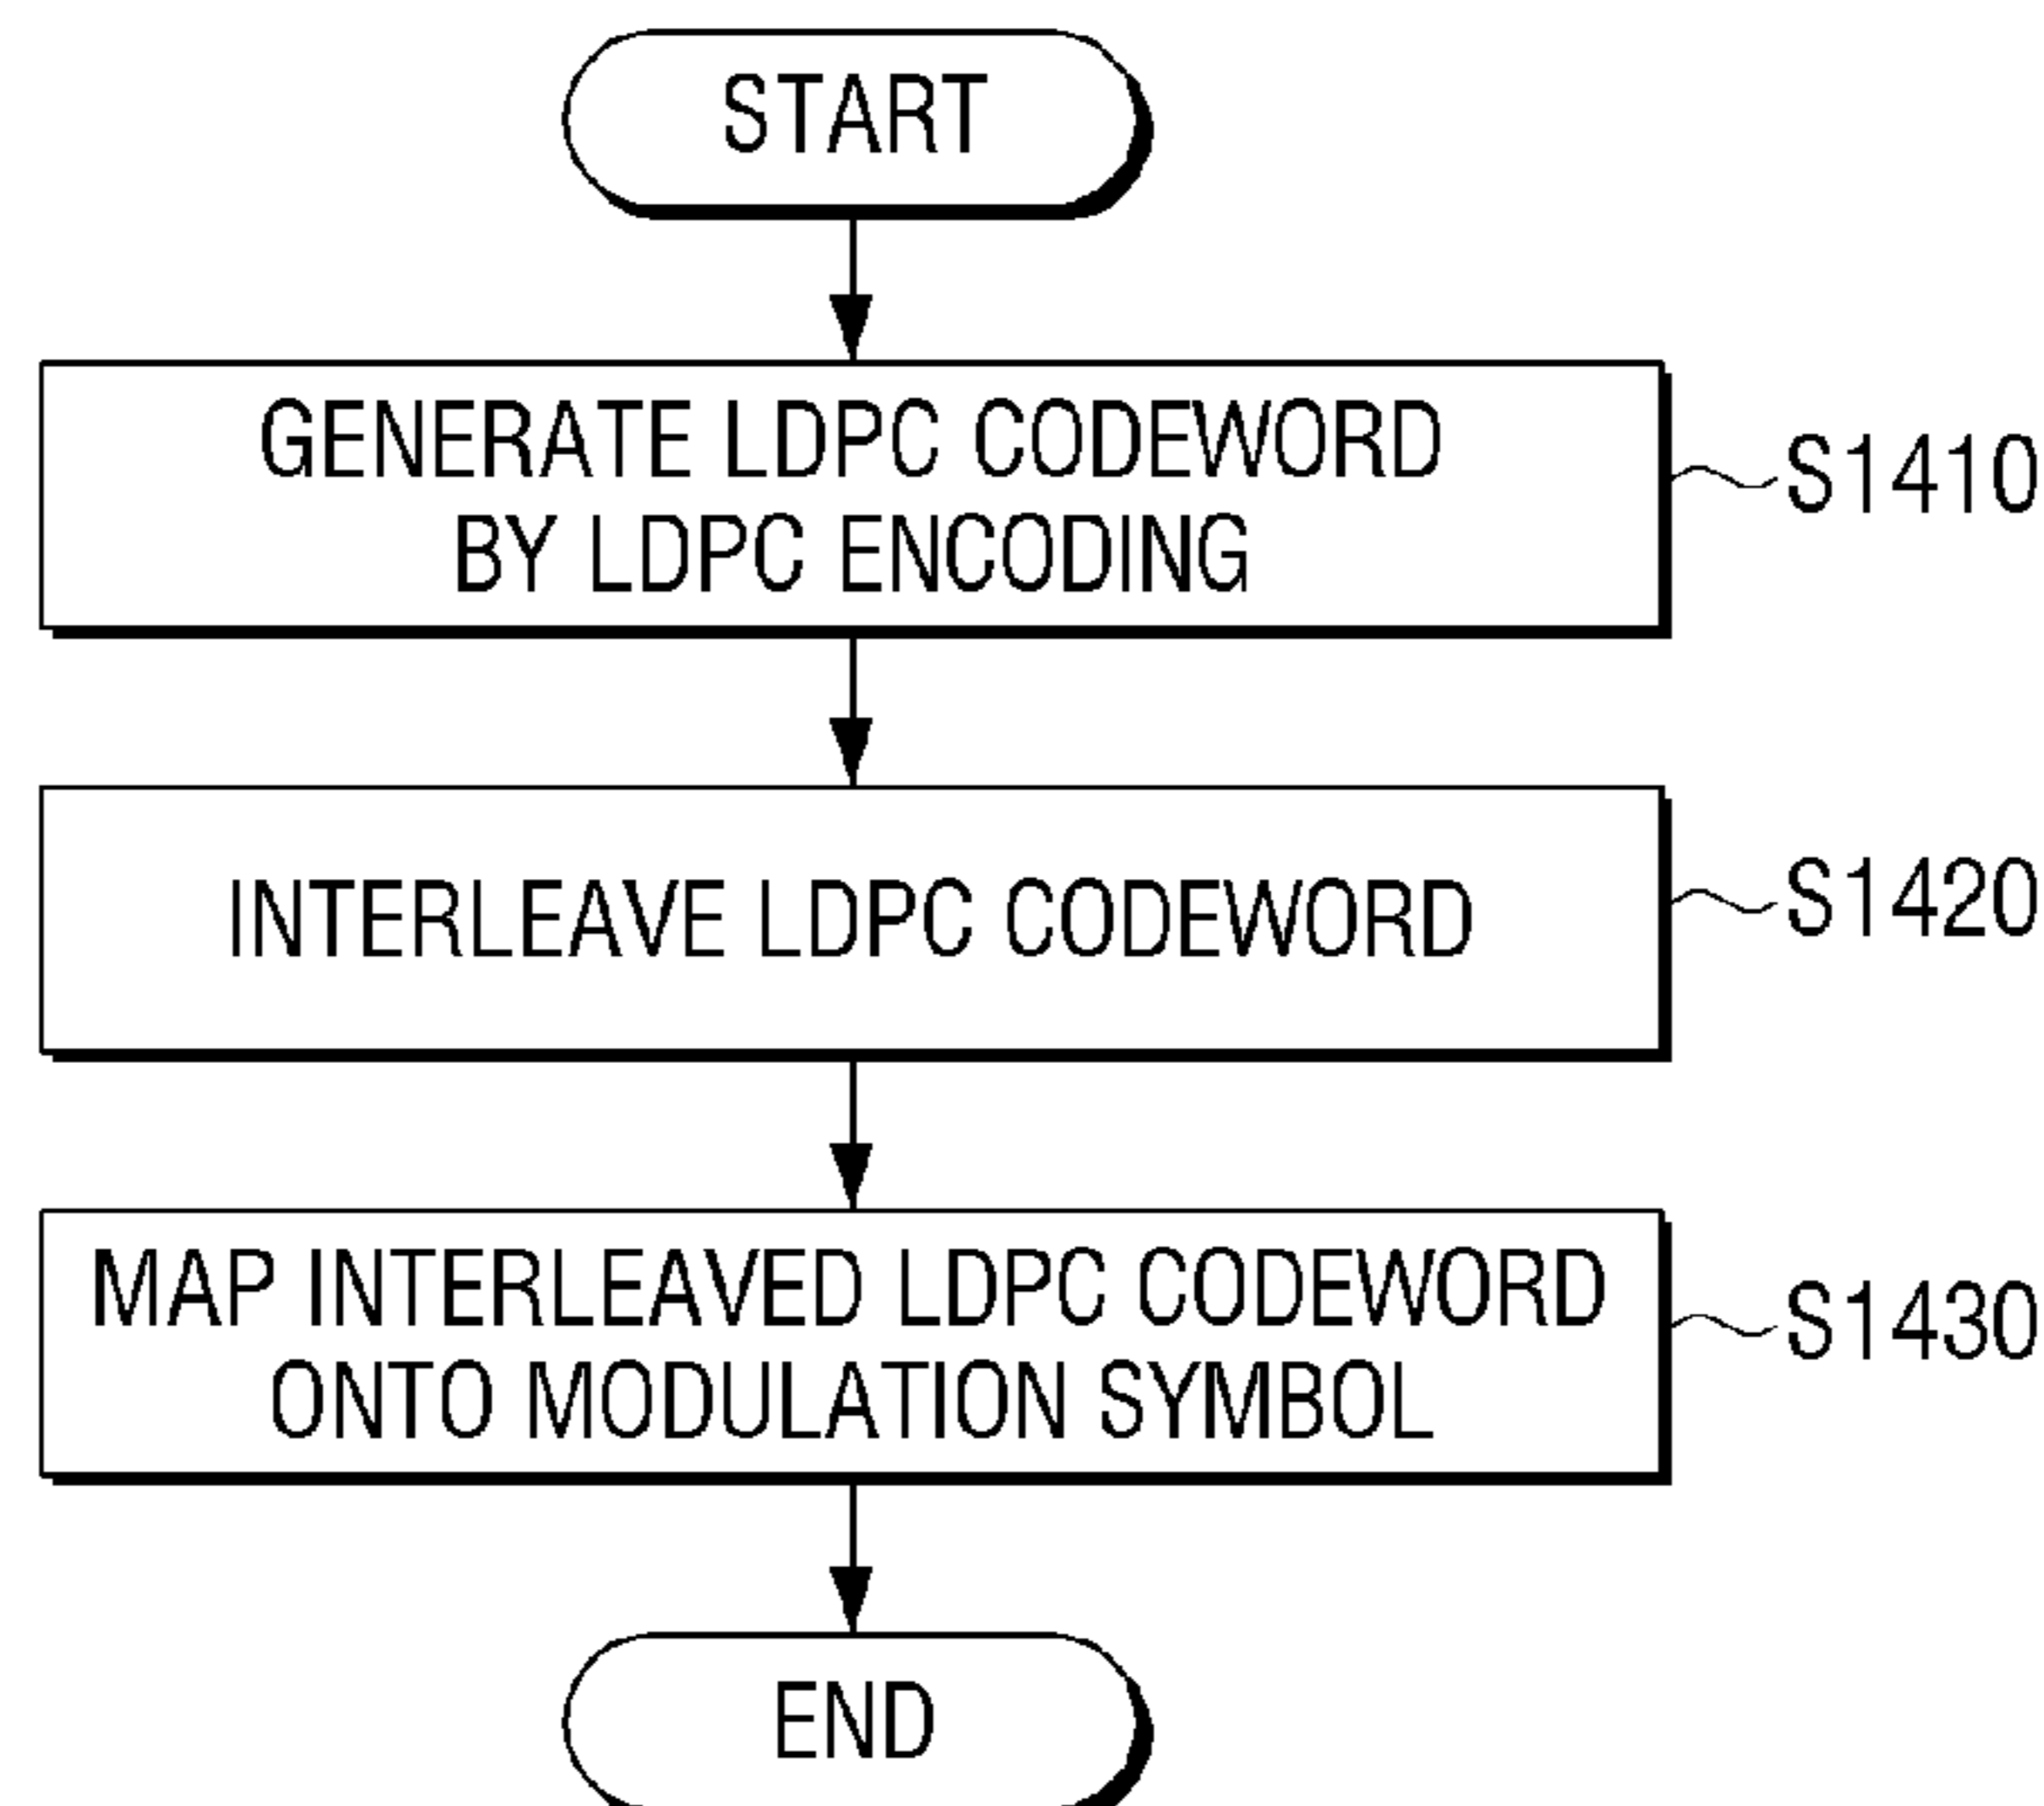 START
GENERATE LDPC CODEWORD
BY LDPC ENCODING
S1410
INTERLEAVE LDPC CODEWORD
S1420
MAP INTERLEAVED LDPC CODEWORD
ONTO MODULATION SYMBOL
S1430
END